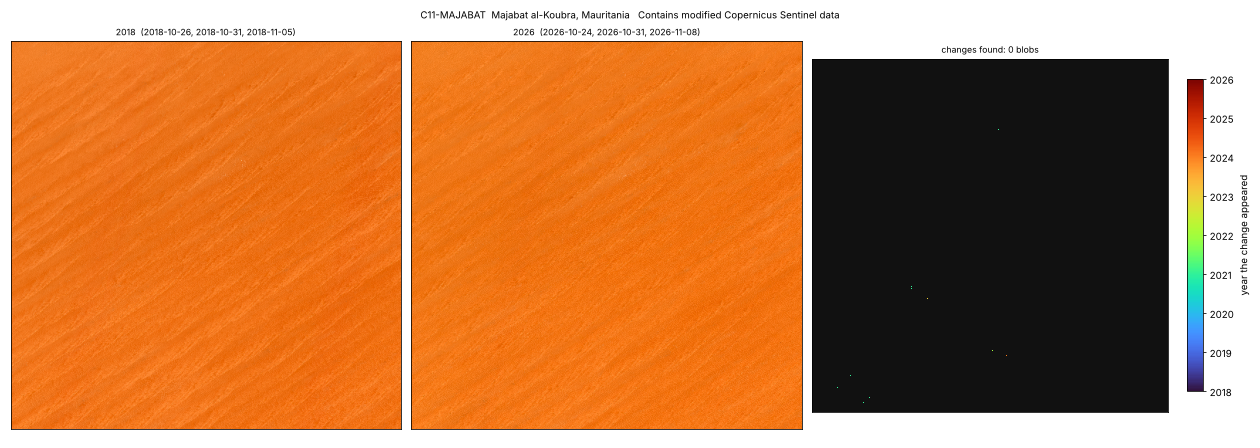 C11-MAJABAT  Majabat al-Koubra, Mauritania   Contains modified Copernicus Sentinel data
2018  (2018-10-26, 2018-10-31, 2018-11-05)
2026  (2026-10-24, 2026-10-31, 2026-11-08)
changes found: 0 blobs
2026
2025
2024
2023
2022
2021
2020
2019
2018
year the change appeared